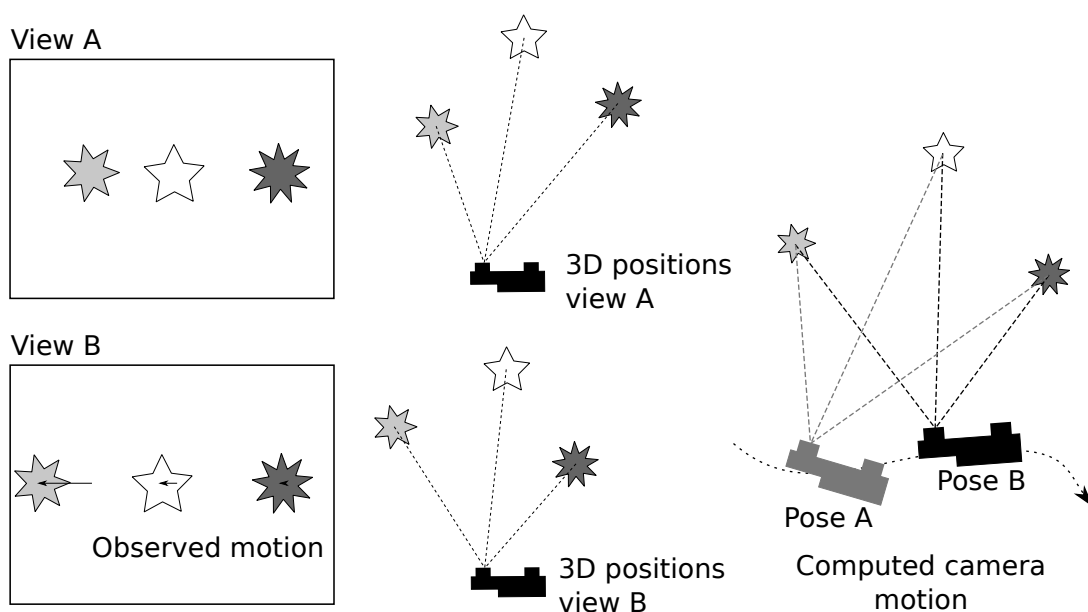 View A
3D positions
view A
View B
Observed motion
3D positions
view B
Pose A
Pose B
Computed camera
motion